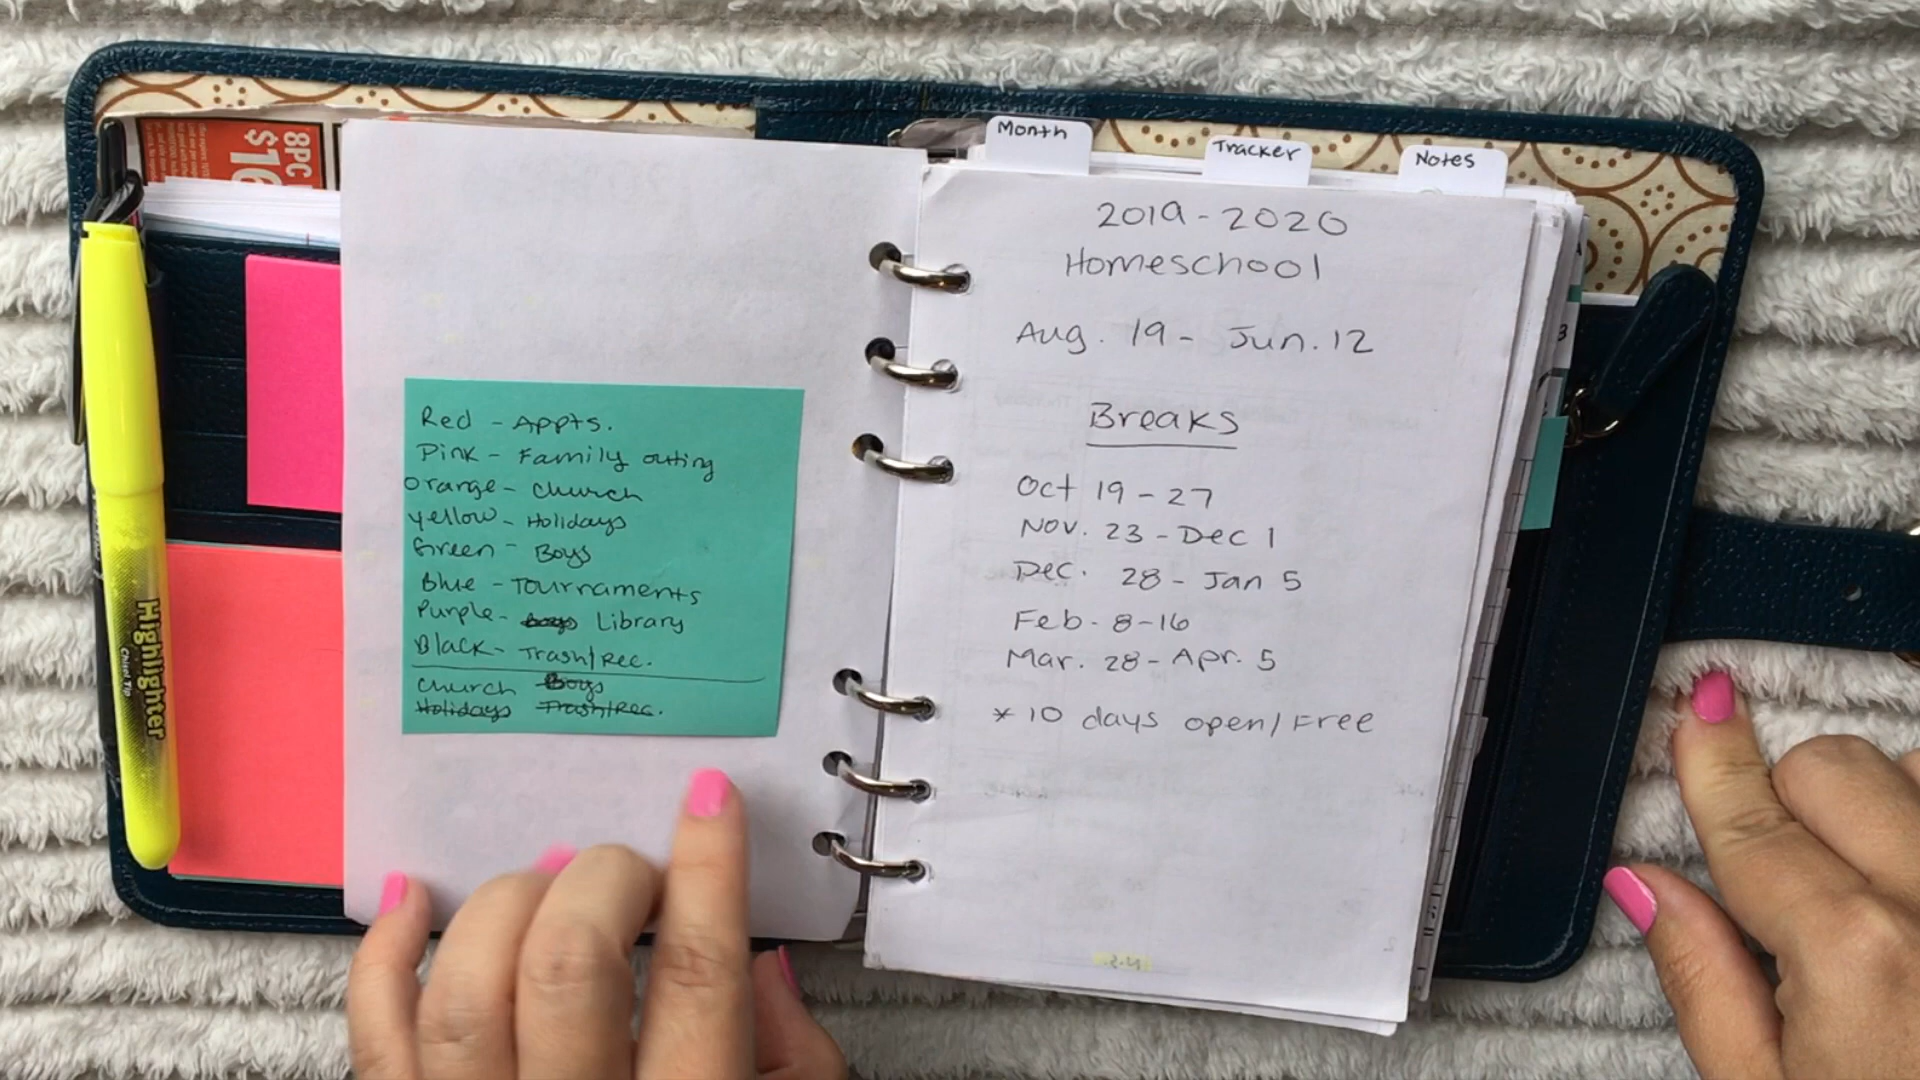 8PC
$16
Highlighter
Chisel Tip
Red - Appts.
Pink - Family outing
Orange - Church
Yellow - Holidays
Green - Boys
Blue - Tournaments
Purple - boys Library
Black - Trash/Rec.
Church Boys
Holidays Trash/Rec.
Month
Tracker
Notes
2019-2020
Homeschool
Aug. 19 - Jun. 12
Breaks
Oct 19-27
Nov. 23 - Dec 1
Dec. 28 - Jan 5
Feb. 8-16
Mar. 28 - Apr. 5
* 10 days open/Free